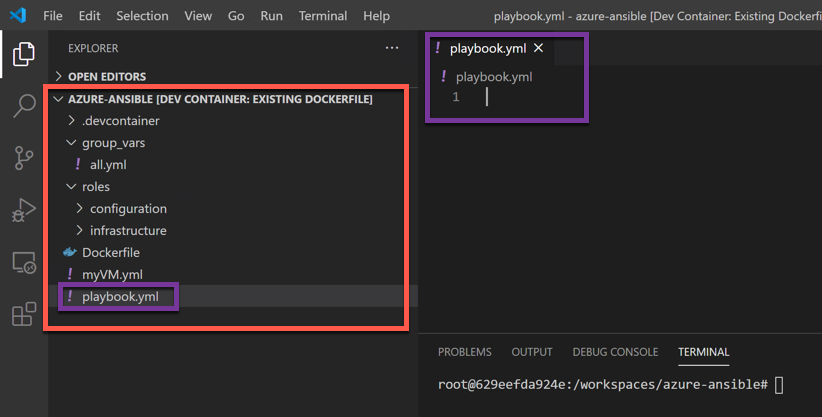 File Edit Selection View Go Run Terminal Help playbook.yml - azure-ansible [Dev Container: Existing Dockerfi
EXPLORER ...
OPEN EDITORS
AZURE-ANSIBLE [DEV CONTAINER: EXISTING DOCKERFILE]
.devcontainer
group_vars
! all.yml
roles
configuration
infrastructure
Dockerfile
! myVM.yml
! playbook.yml
! playbook.yml
! playbook.yml
1
PROBLEMS OUTPUT DEBUG CONSOLE TERMINAL
root@629eefda924e:/workspaces/azure-ansible#